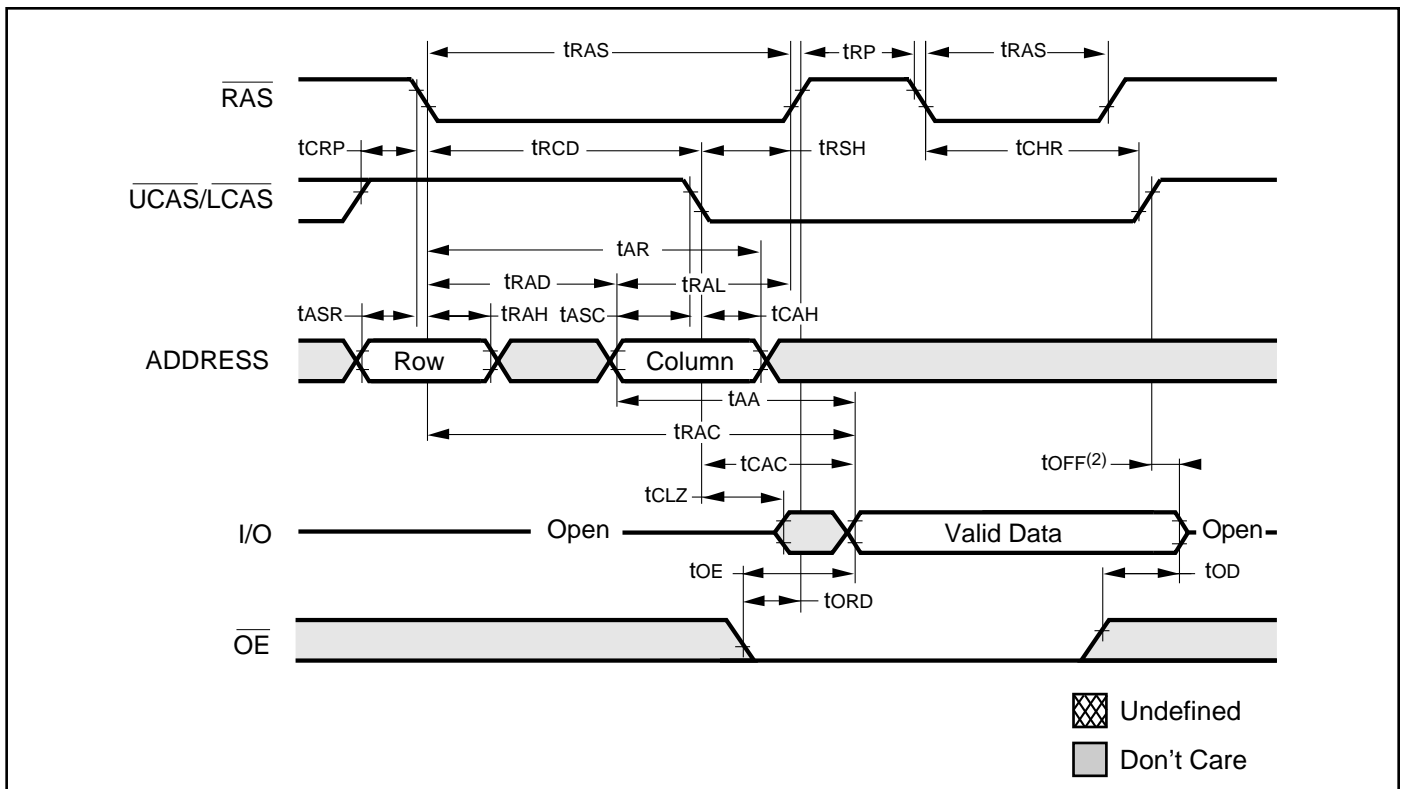 tRAS tRP tRAS
RAS
tCRP tRCD tRSH tCHR
UCAS/LCAS
tAR
tRAD tRAL
tASR tRAH tASC tCAH
ADDRESS Row Column
tAA
tRAC
tCAC tOFF(2)
tCLZ
I/O Open Valid Data Open
tOE tOD
tORD
OE
Undefined
Don't Care